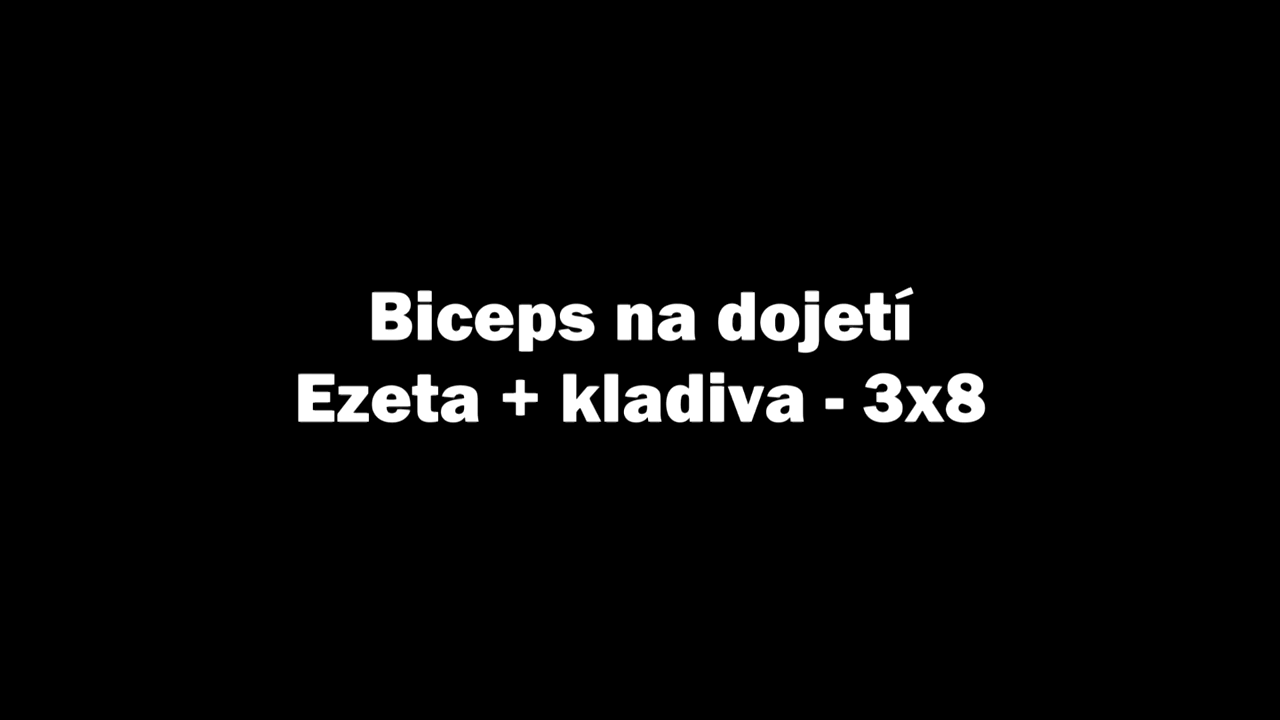 Biceps na dojetí
Ezeta + kladiva - 3x8